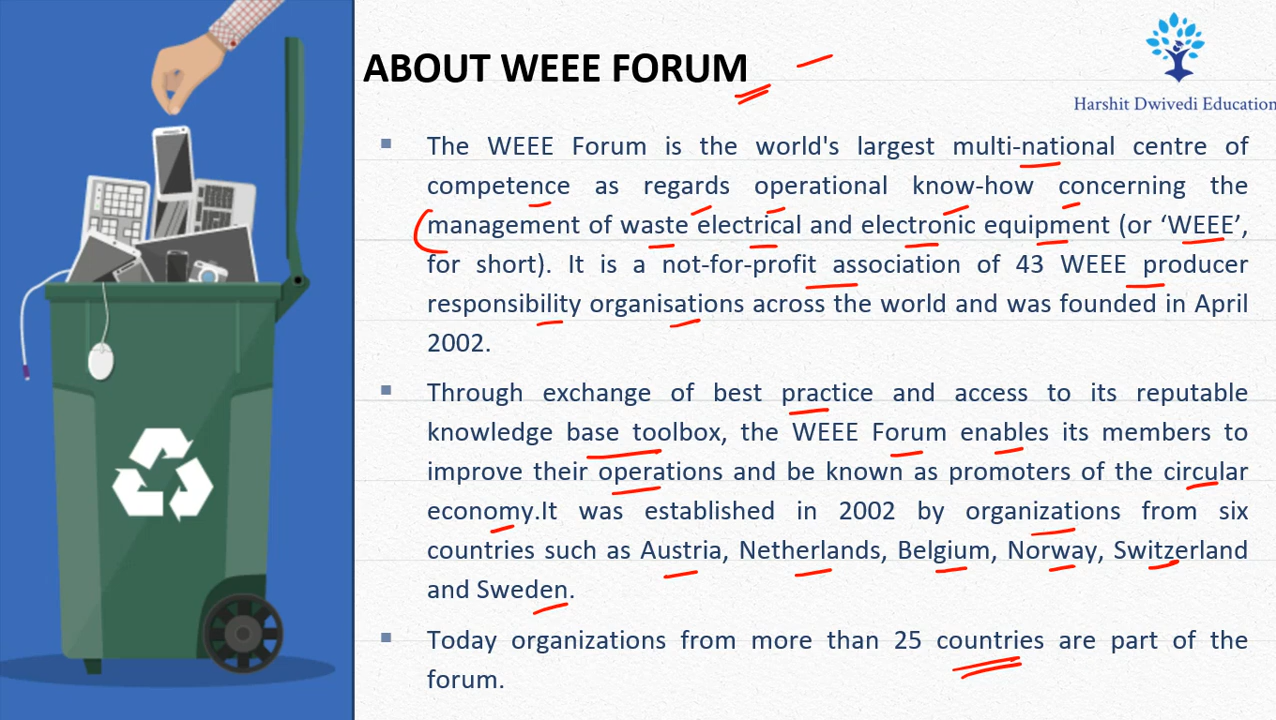 ABOUT WEEE FORUM
Harshit Dwivedi Education
▪ The WEEE Forum is the world's largest multi-national centre of
competence as regards operational know-how concerning the
management of waste electrical and electronic equipment (or ‘WEEE’,
for short). It is a not-for-profit association of 43 WEEE producer
responsibility organisations across the world and was founded in April
2002.
▪ Through exchange of best practice and access to its reputable
knowledge base toolbox, the WEEE Forum enables its members to
improve their operations and be known as promoters of the circular
economy.It was established in 2002 by organizations from six
countries such as Austria, Netherlands, Belgium, Norway, Switzerland
and Sweden.
▪ Today organizations from more than 25 countries are part of the
forum.